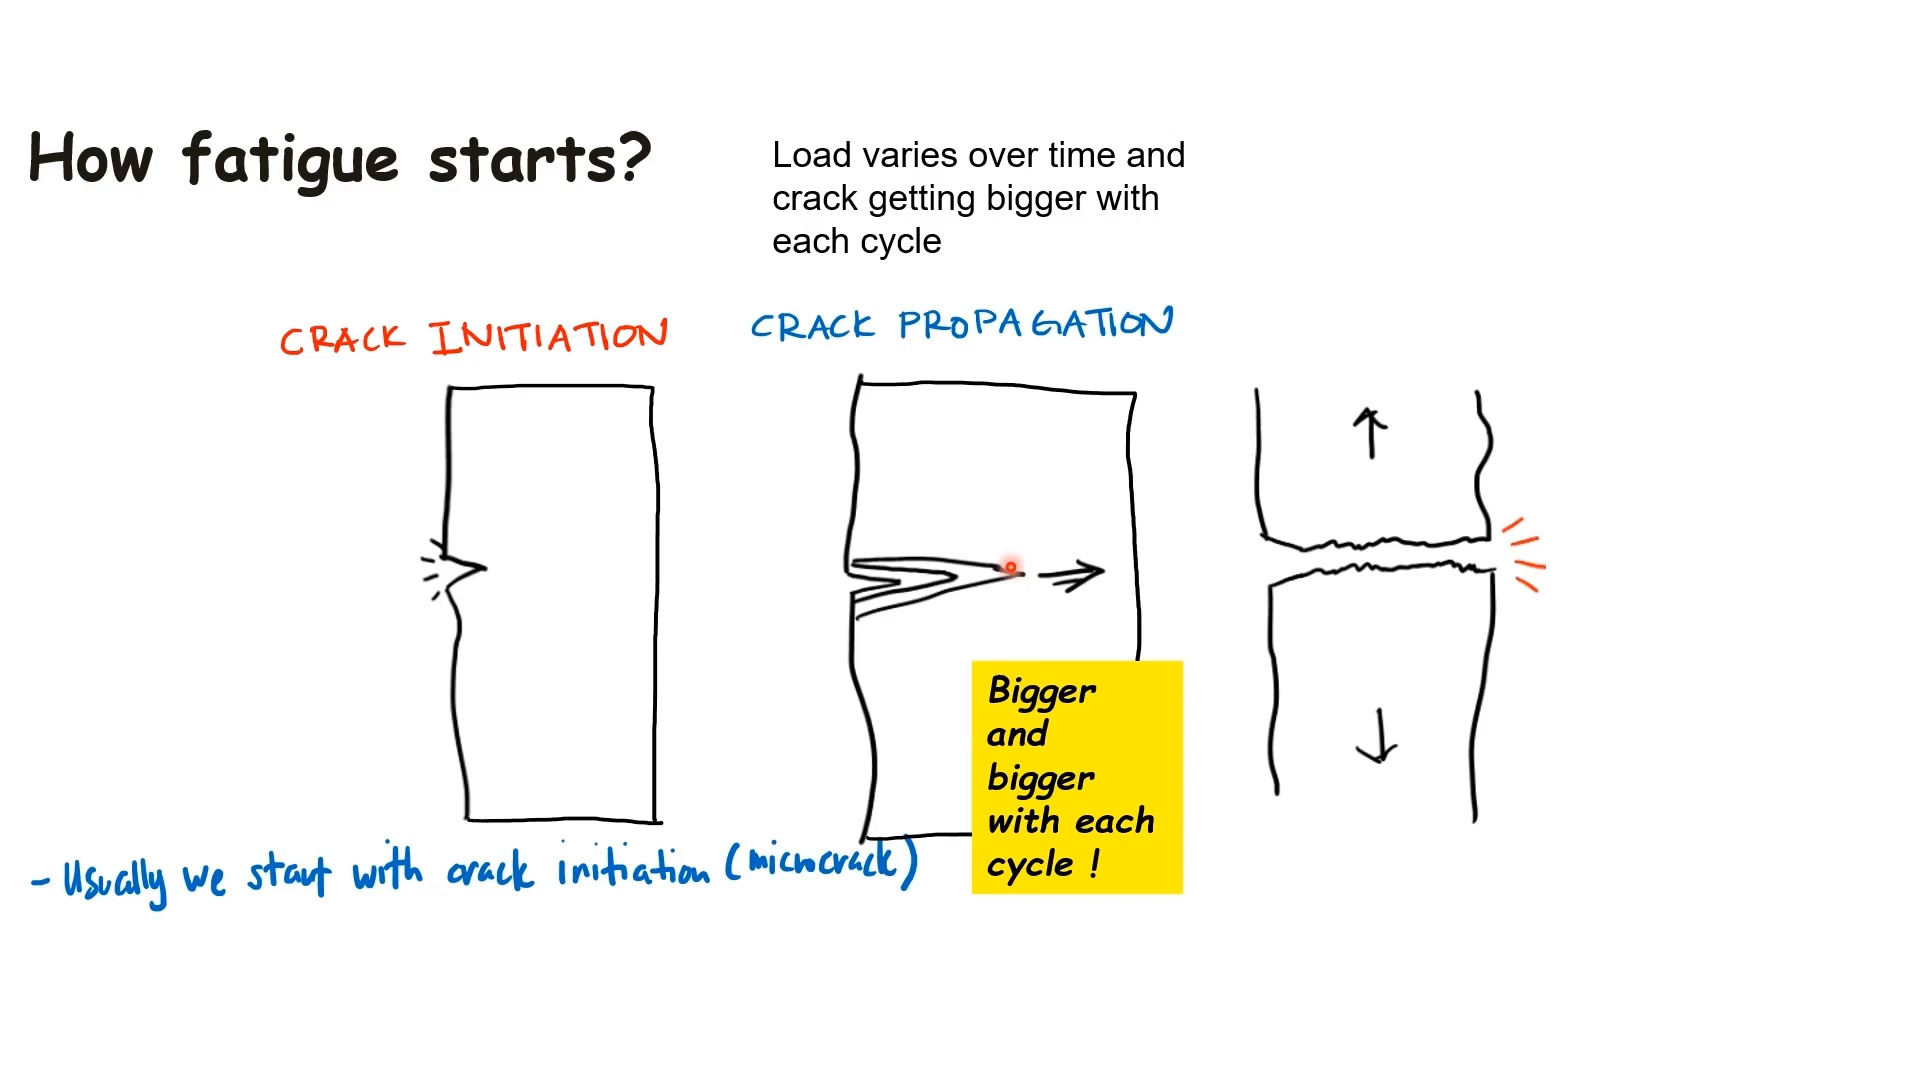 How fatigue starts?
Load varies over time and
crack getting bigger with
each cycle
CRACK INITIATION
CRACK PROPAGATION
Bigger
and
bigger
with each
cycle !
- Usually we start with crack initiation (microcrack)